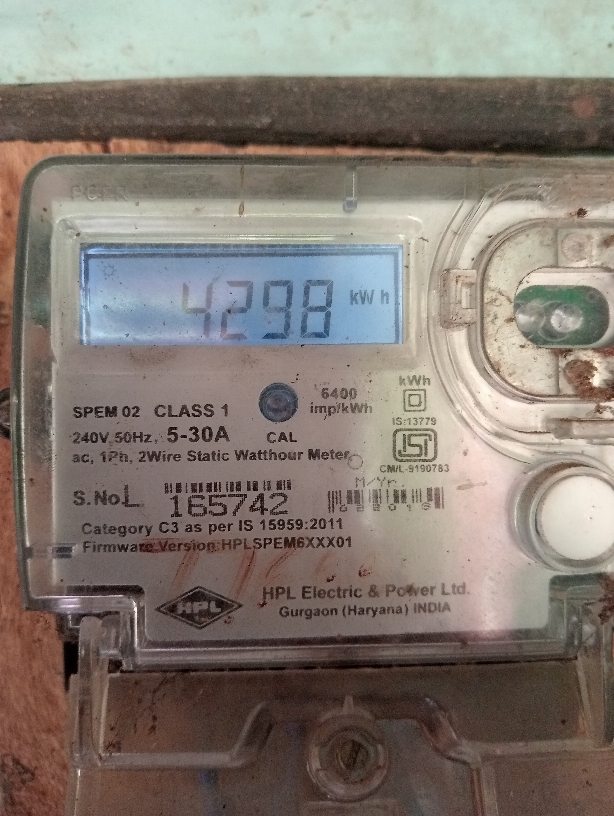 4298 kW h
kWh
6400
imp/kWh
IS:13779
SPEM 02 CLASS 1
240V, 50Hz, 5-30A
CAL
ac, 1Ph, 2Wire Static Watthour Meter
CM/L-9190783
M/Yr.
S.No. L 165742
Category C3 as per IS 15959:2011
Firmware Version:HPLSPEM6XXX01
HPL
HPL Electric & Power Ltd.
Gurgaon (Haryana) INDIA